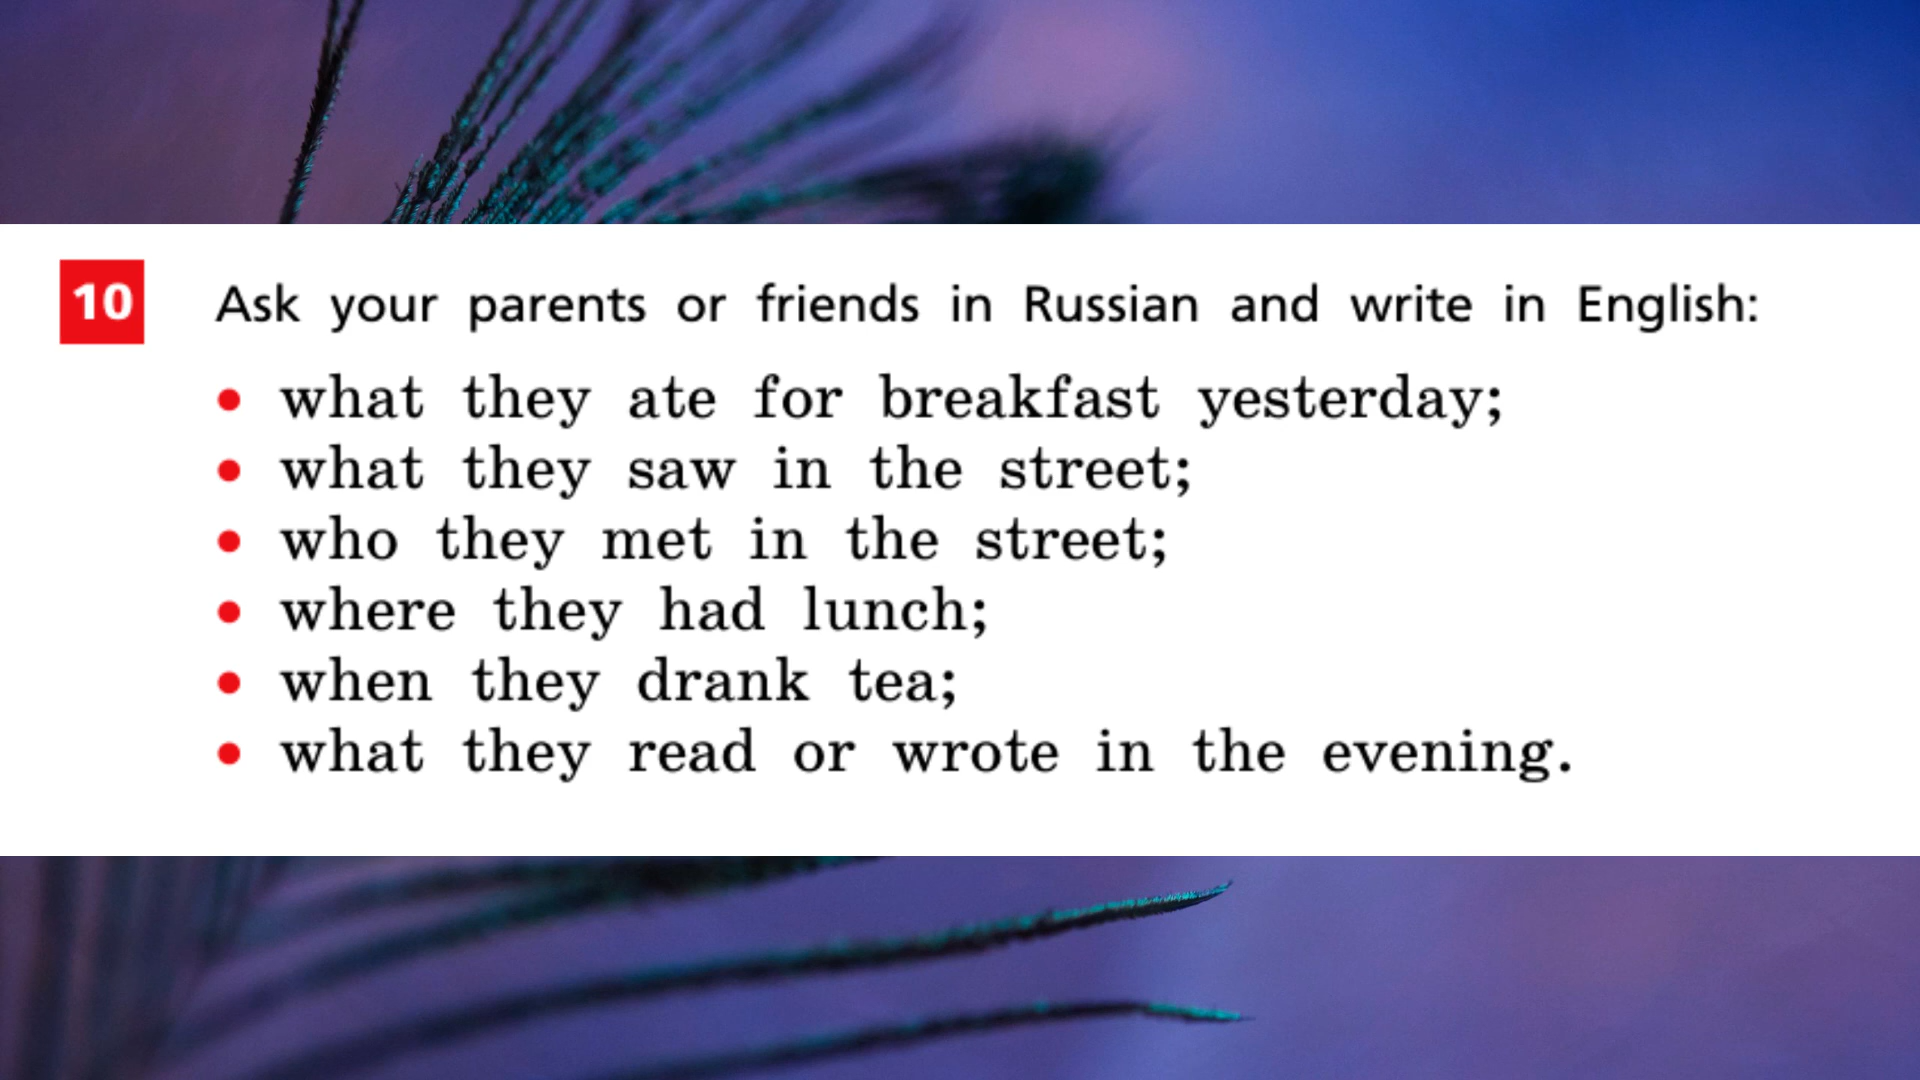 10 Ask your parents or friends in Russian and write in English:
• what they ate for breakfast yesterday;
• what they saw in the street;
• who they met in the street;
• where they had lunch;
• when they drank tea;
• what they read or wrote in the evening.